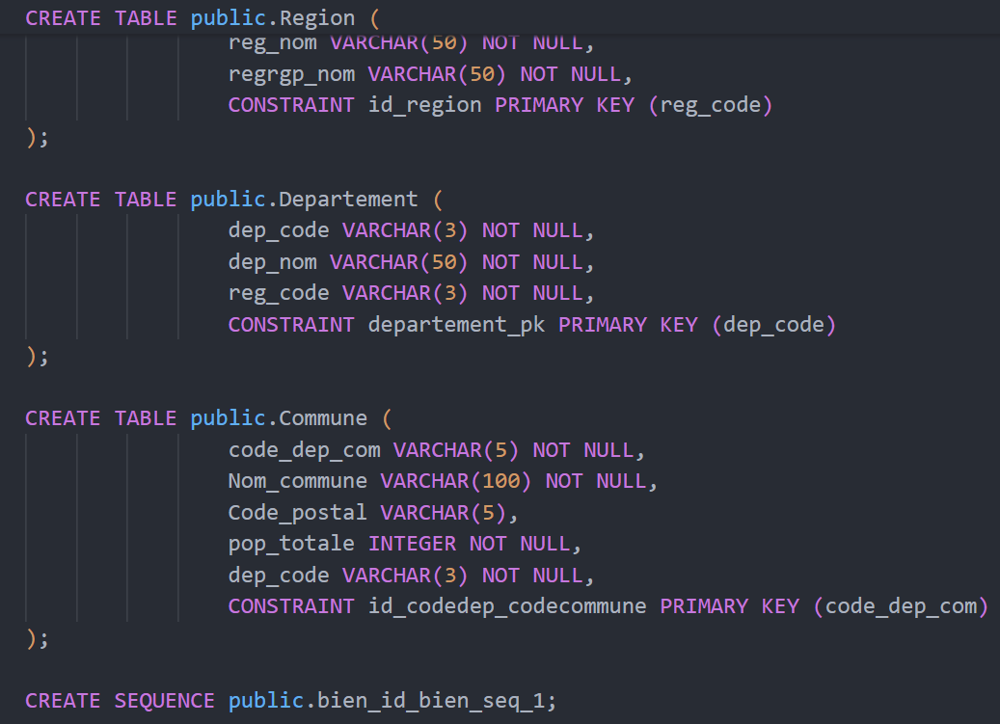 CREATE TABLE public.Region (
reg_nom VARCHAR(50) NOT NULL,
regrgp_nom VARCHAR(50) NOT NULL,
CONSTRAINT id_region PRIMARY KEY (reg_code)
);
CREATE TABLE public.Departement (
dep_code VARCHAR(3) NOT NULL,
dep_nom VARCHAR(50) NOT NULL,
reg_code VARCHAR(3) NOT NULL,
CONSTRAINT departement_pk PRIMARY KEY (dep_code)
);
CREATE TABLE public.Commune (
code_dep_com VARCHAR(5) NOT NULL,
Nom_commune VARCHAR(100) NOT NULL,
Code_postal VARCHAR(5),
pop_totale INTEGER NOT NULL,
dep_code VARCHAR(3) NOT NULL,
CONSTRAINT id_codedep_codecommune PRIMARY KEY (code_dep_com)
);
CREATE SEQUENCE public.bien_id_bien_seq_1;